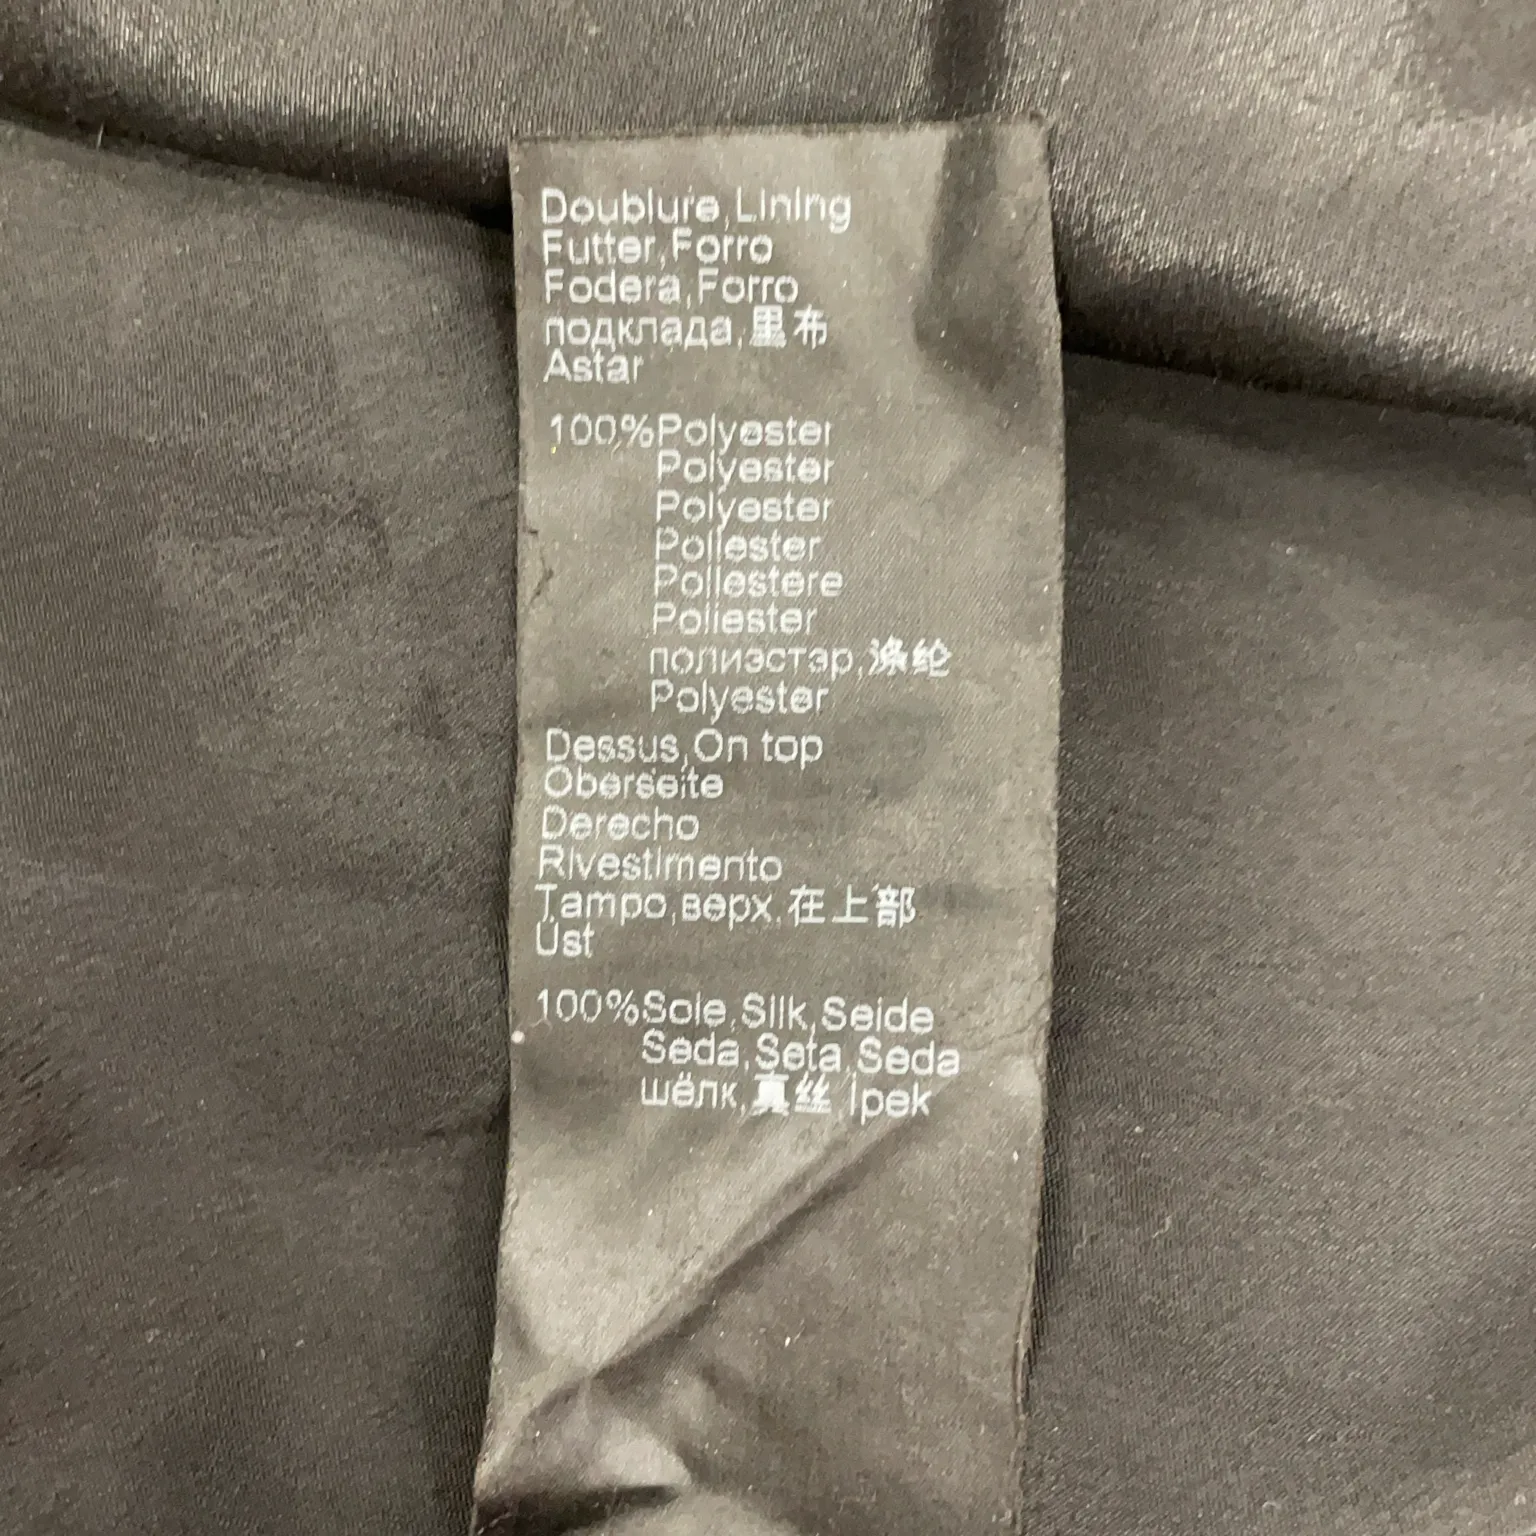 Doublure,Lining
Futter,Forro
Fodera,Forro
подклада,里布
Astar
100%Polyester
Polyester
Polyester
Poliester
Poliestere
Poliester
полиэстэр,涤纶
Polyester
Dessus,On top
Oberseite
Derecho
Rivestimento
Tampo,верх,在上部
Üst
100%Soie,Silk,Seide
Seda,Seta,Seda
шёлк,真丝 İpek